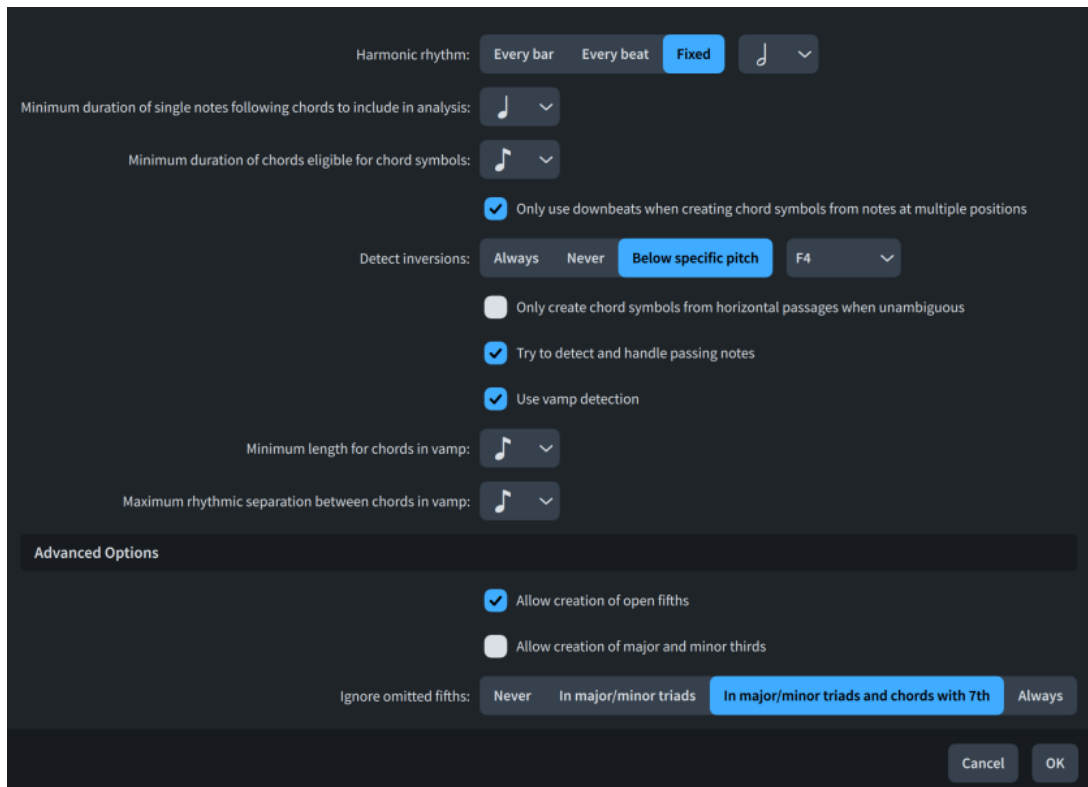 Harmonic rhythm: Every bar Every beat Fixed
Minimum duration of single notes following chords to include in analysis:
Minimum duration of chords eligible for chord symbols:
Only use downbeats when creating chord symbols from notes at multiple positions
Detect inversions: Always Never Below specific pitch F4
Only create chord symbols from horizontal passages when unambiguous
Try to detect and handle passing notes
Use vamp detection
Minimum length for chords in vamp:
Maximum rhythmic separation between chords in vamp:
Advanced Options
Allow creation of open fifths
Allow creation of major and minor thirds
Ignore omitted fifths: Never In major/minor triads In major/minor triads and chords with 7th Always
Cancel OK